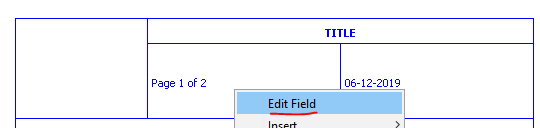 TITLE
Page 1 of 2 06-12-2019
Edit Field
Insert >